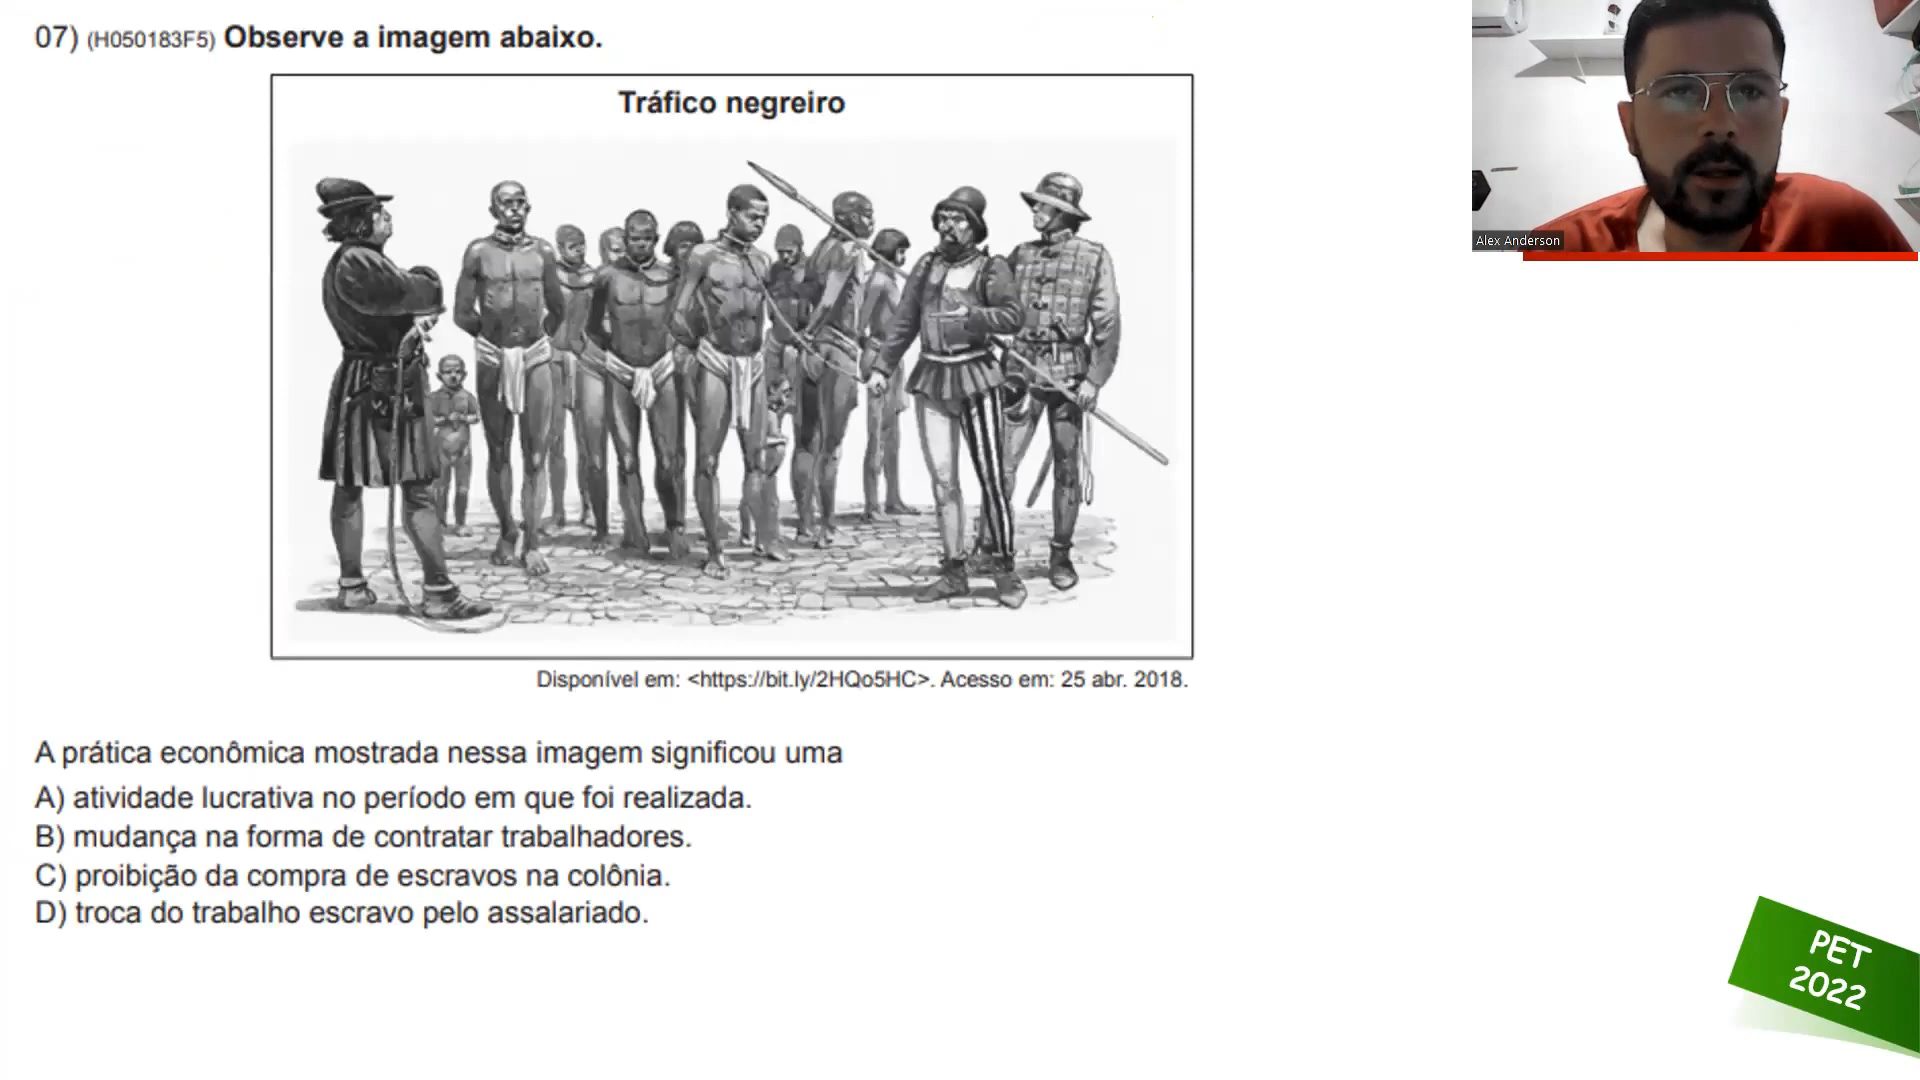 07) (H050183F5) Observe a imagem abaixo.
Tráfico negreiro
Disponível em: <https://bit.ly/2HQo5HC>. Acesso em: 25 abr. 2018.
A prática econômica mostrada nessa imagem significou uma
A) atividade lucrativa no período em que foi realizada.
B) mudança na forma de contratar trabalhadores.
C) proibição da compra de escravos na colônia.
D) troca do trabalho escravo pelo assalariado.
Alex Anderson
PET
2022